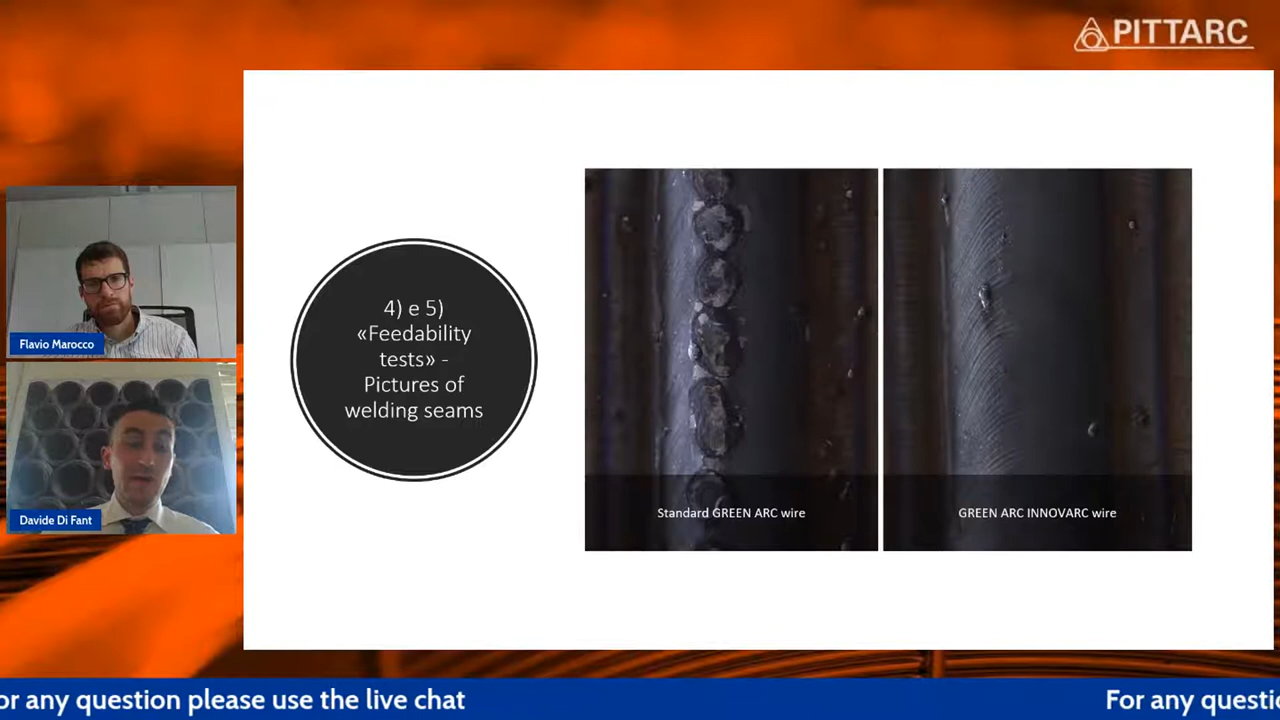 PITTARC
4) e 5)
«Feedability
tests» -
Pictures of
welding seams
Standard GREEN ARC wire
GREEN ARC INNOVARC wire
Flavio Marocco
Davide Di Fant
or any question please use the live chat
For any questio